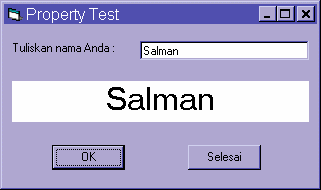 Property Test
Tuliskan nama Anda : Salman
Salman
OK Selesai